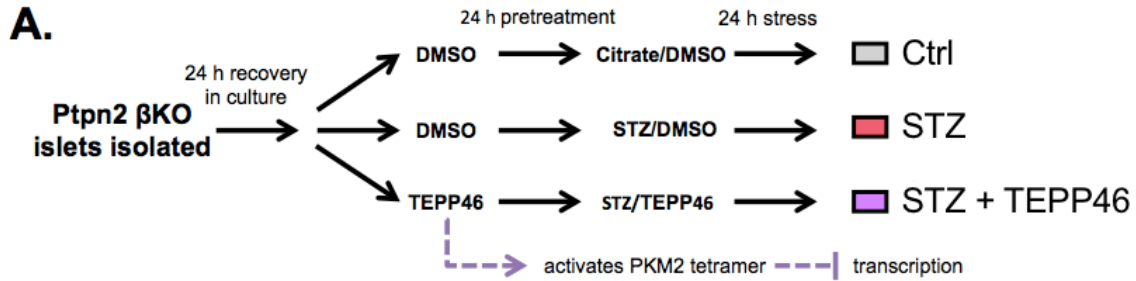 A.
24 h pretreatment
24 h stress
DMSO
Citrate/DMSO
Ctrl
24 h recovery
in culture
Ptpn2 βKO
islets isolated
DMSO
STZ/DMSO
STZ
TEPP46
STZ/TEPP46
STZ + TEPP46
activates PKM2 tetramer
transcription